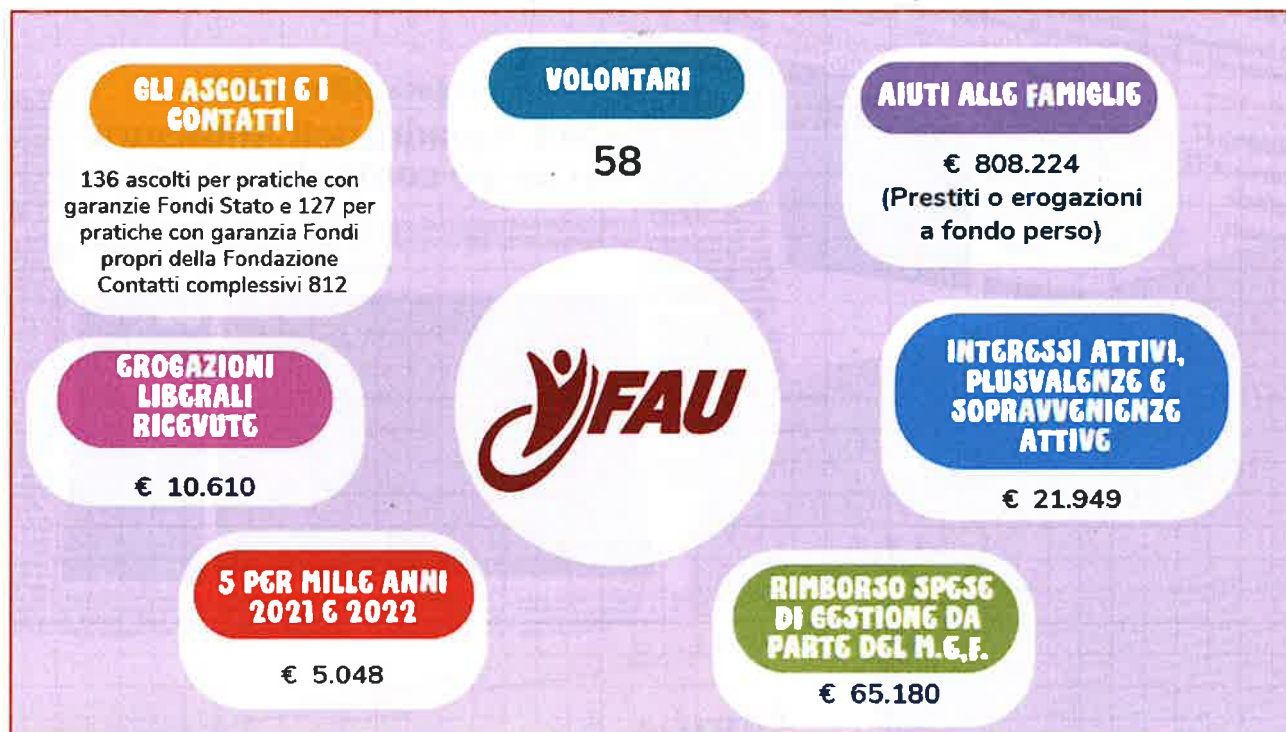 GLI ASCOLTI E I
CONTATTI
136 ascolti per pratiche con
garanzie Fondi Stato e 127 per
pratiche con garanzia Fondi
propri della Fondazione
Contatti complessivi 812
VOLONTARI
58
AIUTI ALLE FAMIGLIE
€ 808.224
(Prestiti o erogazioni
a fondo perso)
EROGAZIONI
LIBERALI
RICEVUTE
€ 10.610
FAU
INTERESSI ATTIVI,
PLUSVALENZE E
SOPRAVVENIENZE
ATTIVE
€ 21.949
5 PER MILLE ANNI
2021 E 2022
€ 5.048
RIMBORSO SPESE
DI GESTIONE DA
PARTE DEL M.E,F.
€ 65.180